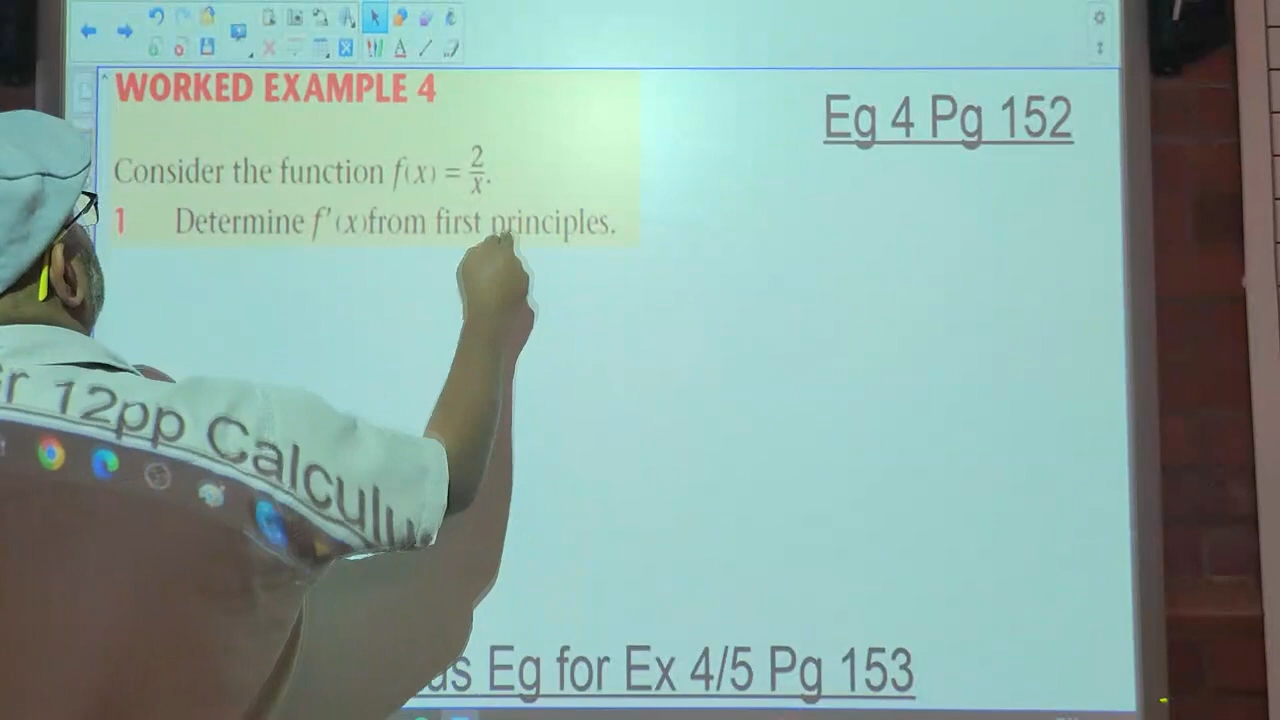 WORKED EXAMPLE 4
Eg 4 Pg 152
Consider the function f(x) = 2/x.
1 Determine f'(x) from first principles.
12pp Calculu
Eg for Ex 4/5 Pg 153